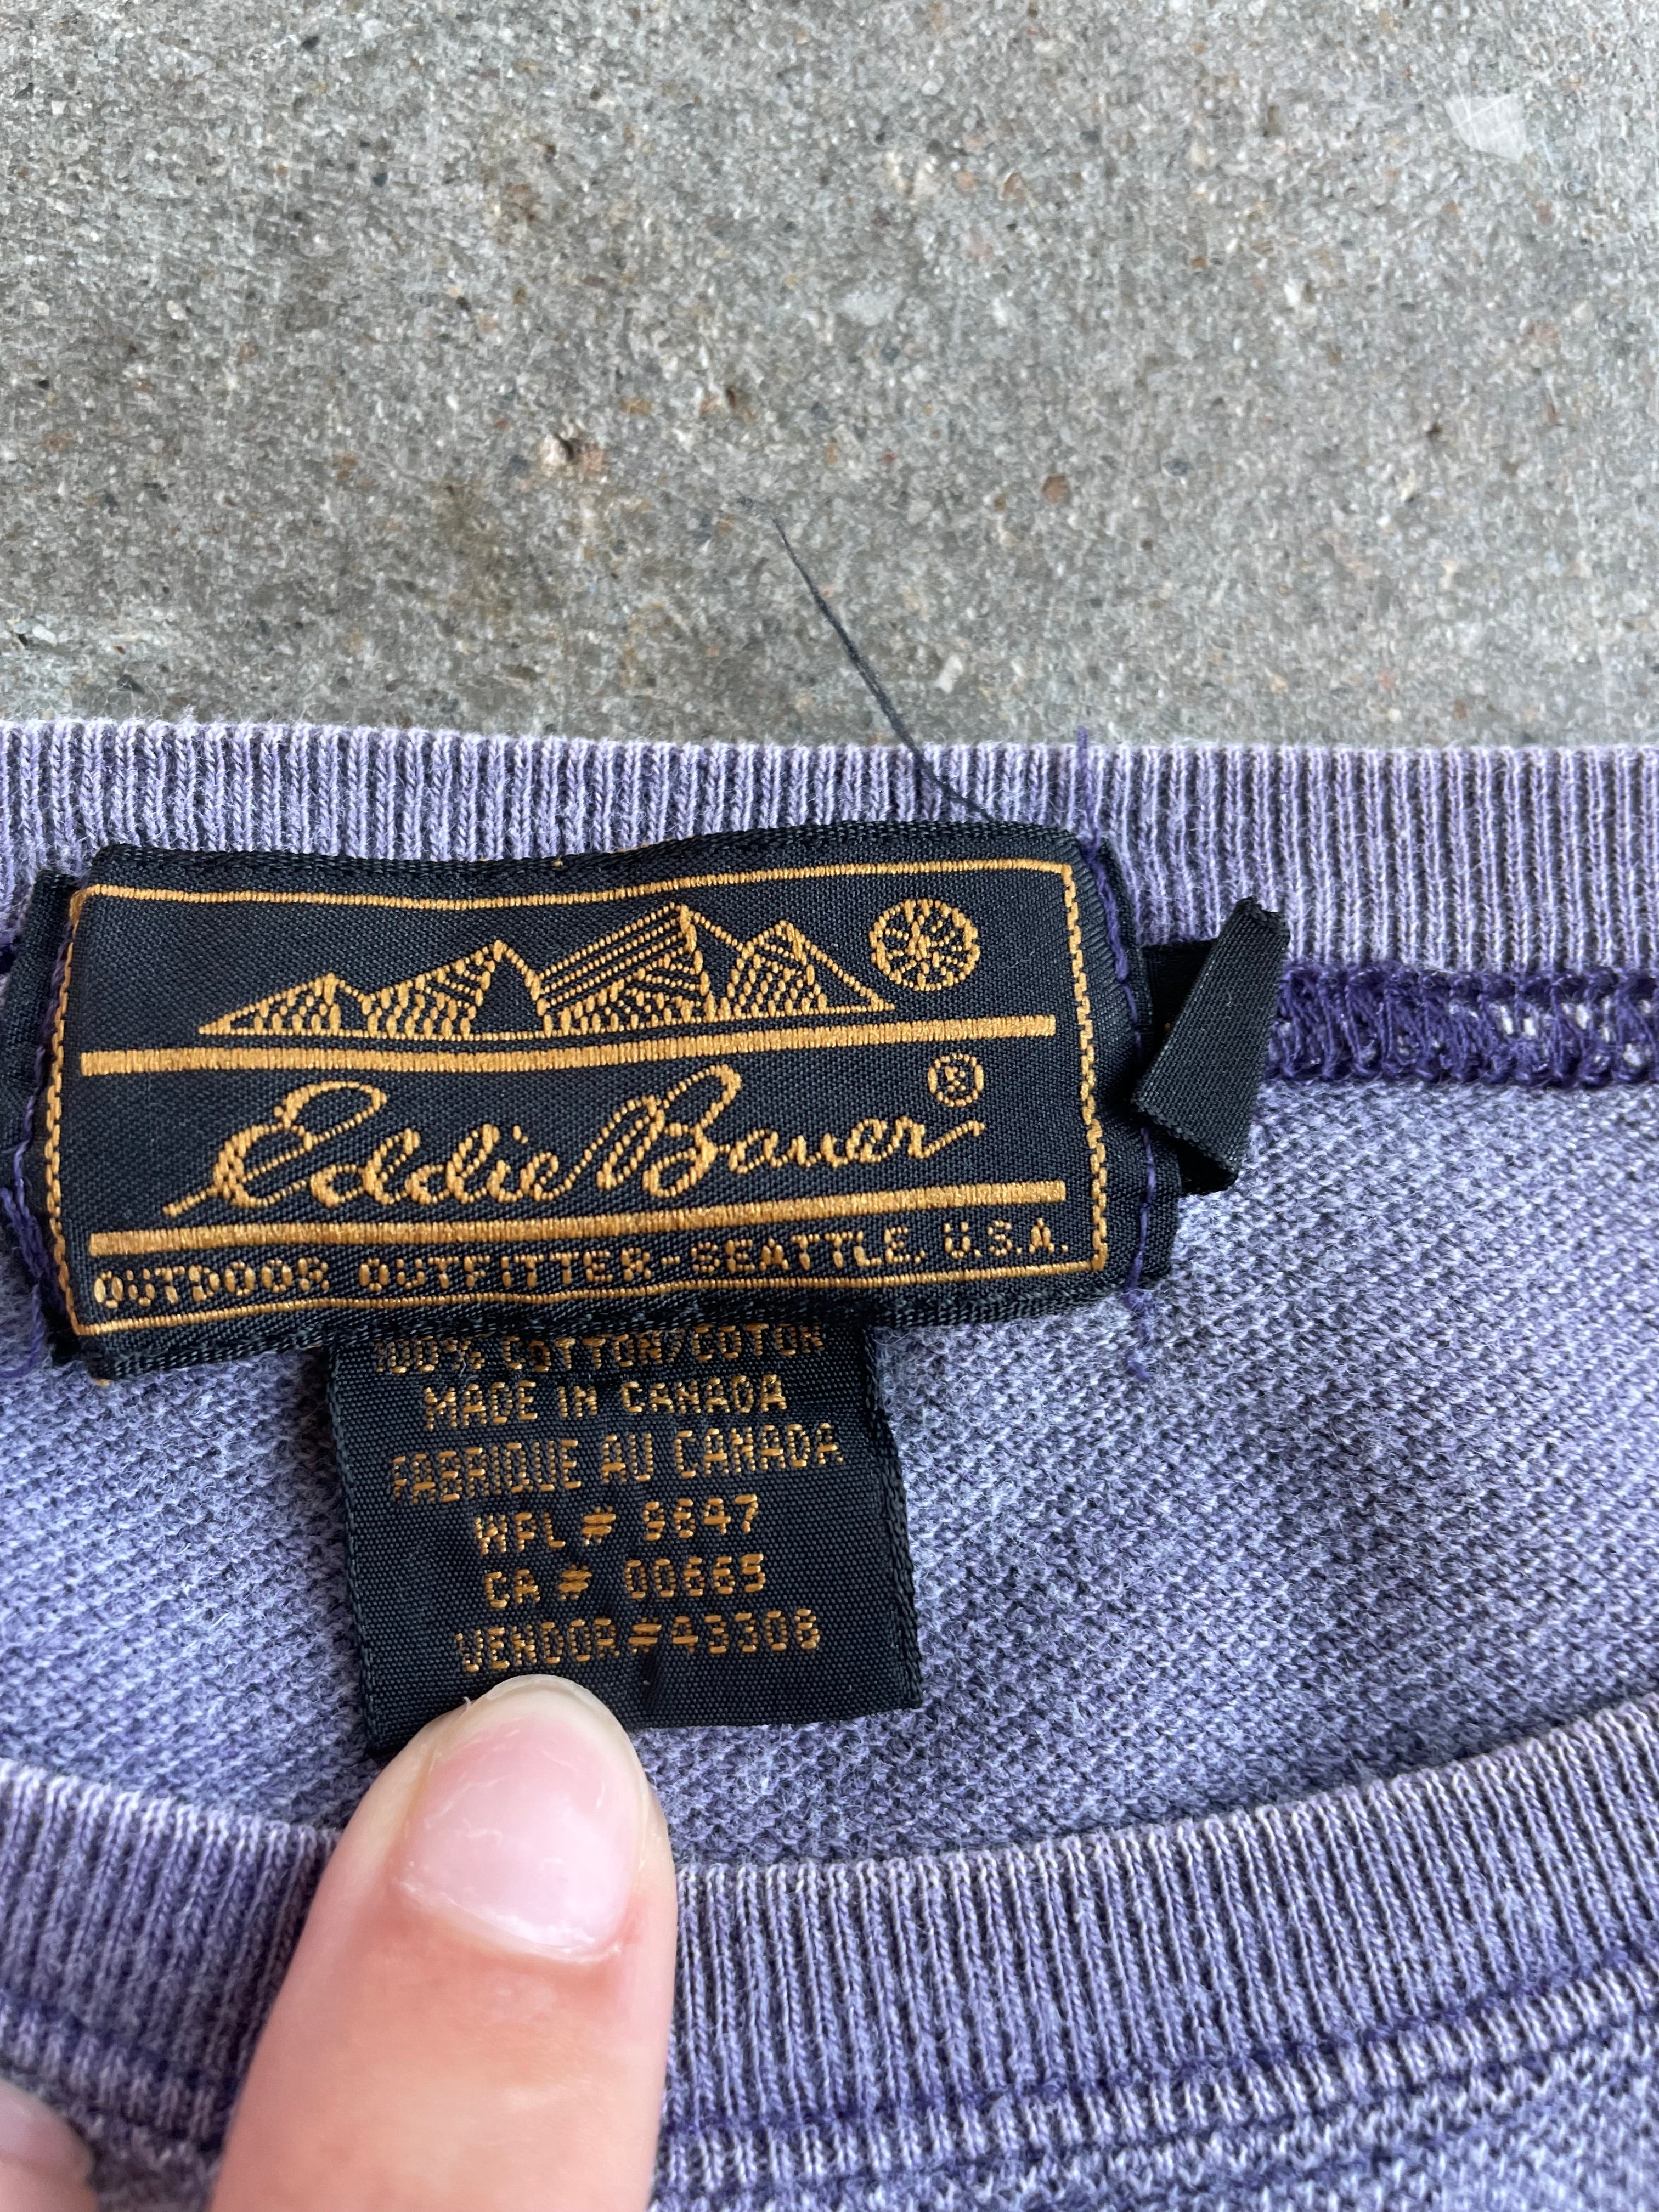 Eddie Bauer ®
OUTDOOR OUTFITTER-SEATTLE, U.S.A.
100% COTTON/COTON
MADE IN CANADA
FABRIQUE AU CANADA
WPL # 9647
CA # 00665
VENDOR #43308